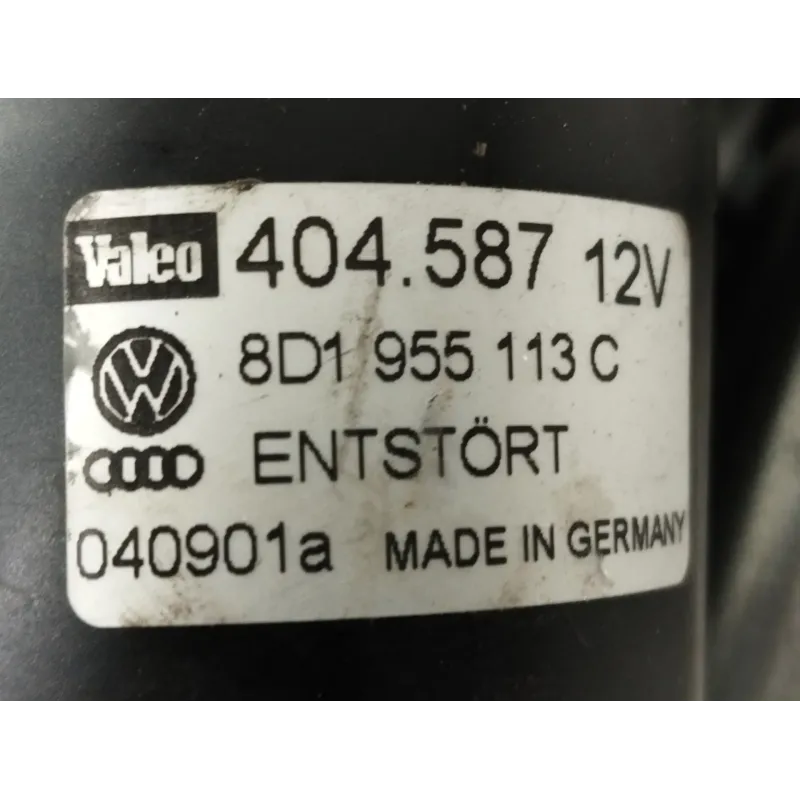 Valeo 404.587 12V
8D1 955 113 C
ENTSTÖRT
040901a MADE IN GERMANY